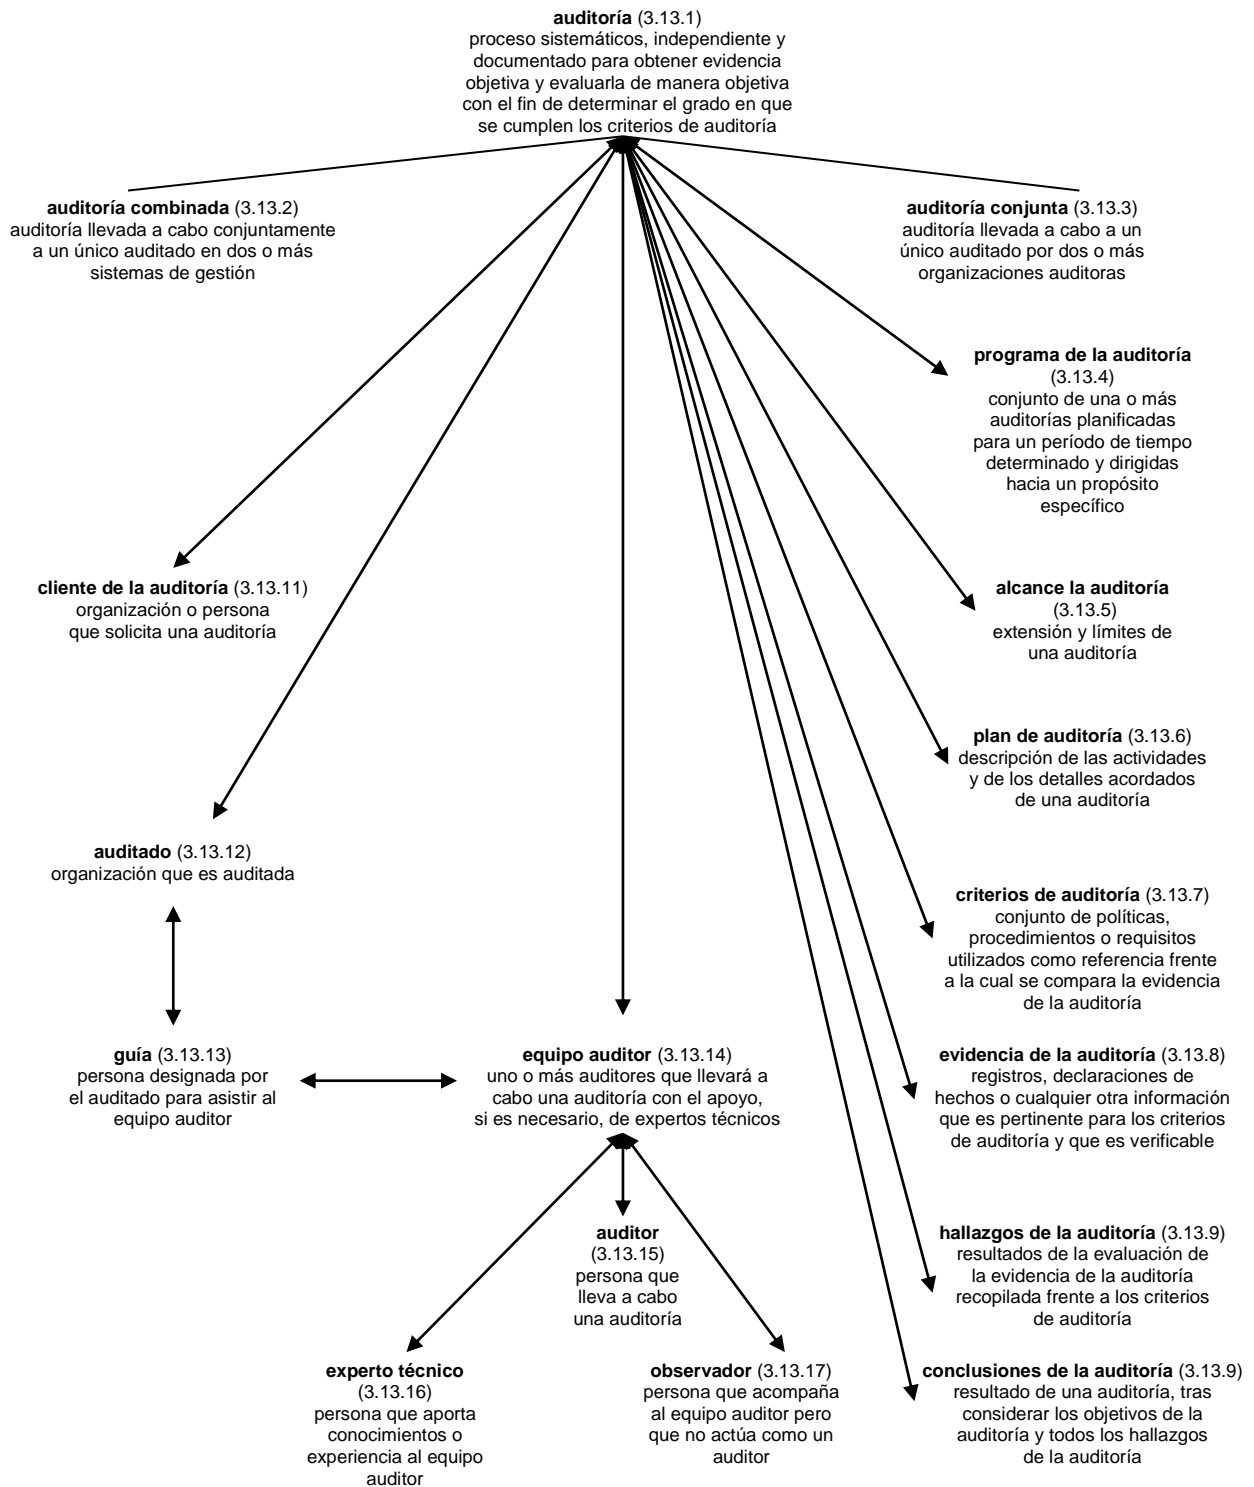 auditoría (3.13.1)
proceso sistemáticos, independiente y
documentado para obtener evidencia
objetiva y evaluarla de manera objetiva
con el fin de determinar el grado en que
se cumplen los criterios de auditoría
auditoría combinada (3.13.2)
auditoría llevada a cabo conjuntamente
a un único auditado en dos o más
sistemas de gestión
auditoría conjunta (3.13.3)
auditoría llevada a cabo a un
único auditado por dos o más
organizaciones auditoras
programa de la auditoría
(3.13.4)
conjunto de una o más
auditorías planificadas
para un período de tiempo
determinado y dirigidas
hacia un propósito
específico
cliente de la auditoría (3.13.11)
organización o persona
que solicita una auditoría
alcance la auditoría
(3.13.5)
extensión y límites de
una auditoría
plan de auditoría (3.13.6)
descripción de las actividades
y de los detalles acordados
de una auditoría
auditado (3.13.12)
organización que es auditada
criterios de auditoría (3.13.7)
conjunto de políticas,
procedimientos o requisitos
utilizados como referencia frente
a la cual se compara la evidencia
de la auditoría
guía (3.13.13)
persona designada por
el auditado para asistir al
equipo auditor
equipo auditor (3.13.14)
uno o más auditores que llevará a
cabo una auditoría con el apoyo,
si es necesario, de expertos técnicos
evidencia de la auditoría (3.13.8)
registros, declaraciones de
hechos o cualquier otra información
que es pertinente para los criterios
de auditoría y que es verificable
auditor
(3.13.15)
persona que
lleva a cabo
una auditoría
hallazgos de la auditoría (3.13.9)
resultados de la evaluación de
la evidencia de la auditoría
recopilada frente a los criterios
de auditoría
experto técnico
(3.13.16)
persona que aporta
conocimientos o
experiencia al equipo
auditor
observador (3.13.17)
persona que acompaña
al equipo auditor pero
que no actúa como un
auditor
conclusiones de la auditoría (3.13.9)
resultado de una auditoría, tras
considerar los objetivos de la
auditoría y todos los hallazgos
de la auditoría